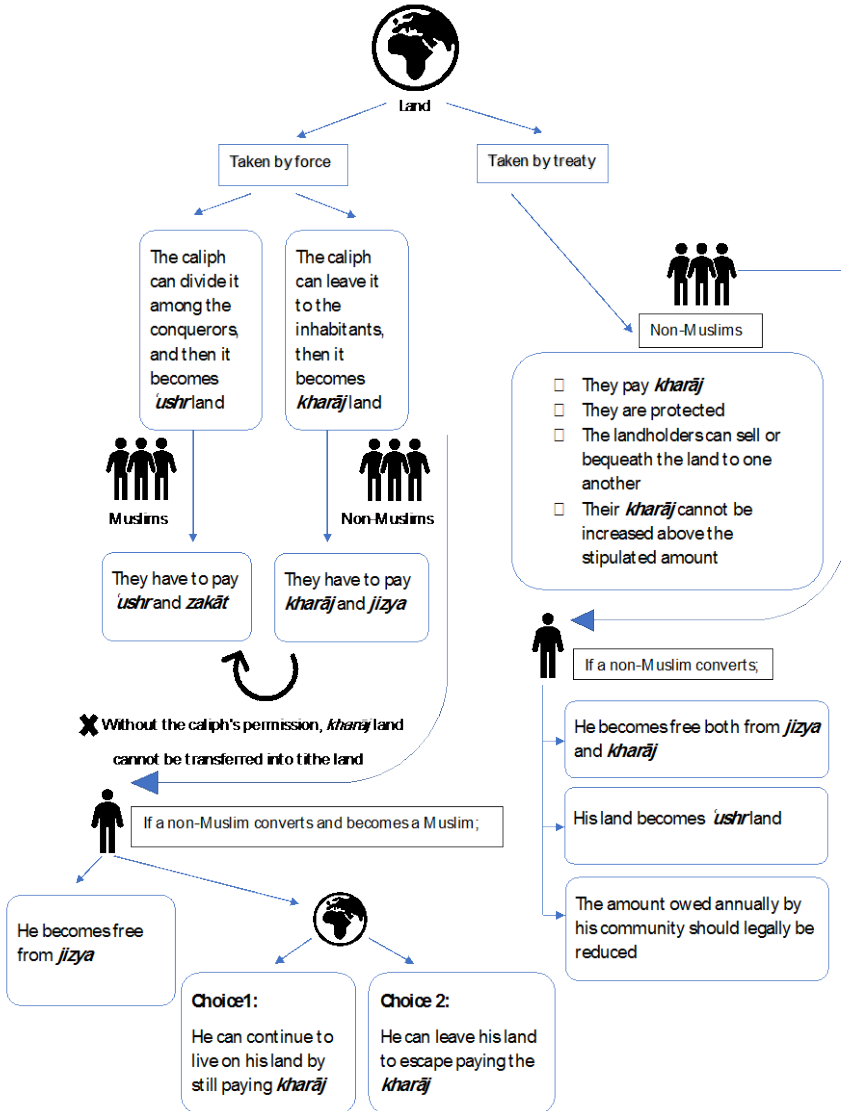 Land
Taken by force
Taken by treaty
The caliph
can divide it
among the
conquerors,
and then it
becomes
ʿushr land
The caliph
can leave it
to the
inhabitants,
then it
becomes
kharāj land
Muslims
Non-Muslims
They have to pay
ʿushr and zakāt
They have to pay
kharāj and jizya
✘ Without the caliph's permission, kharāj land
cannot be transferred into tithe land
If a non-Muslim converts and becomes a Muslim;
He becomes free
from jizya
Choice1:
He can continue to
live on his land by
still paying kharāj
Choice 2:
He can leave his land
to escape paying the
kharāj
Non-Muslims
□ They pay kharāj
□ They are protected
□ The landholders can sell or
bequeath the land to one
another
□ Their kharāj cannot be
increased above the
stipulated amount
If a non-Muslim converts;
He becomes free both from jizya
and kharāj
His land becomes ʿushr land
The amount owed annually by
his community should legally be
reduced